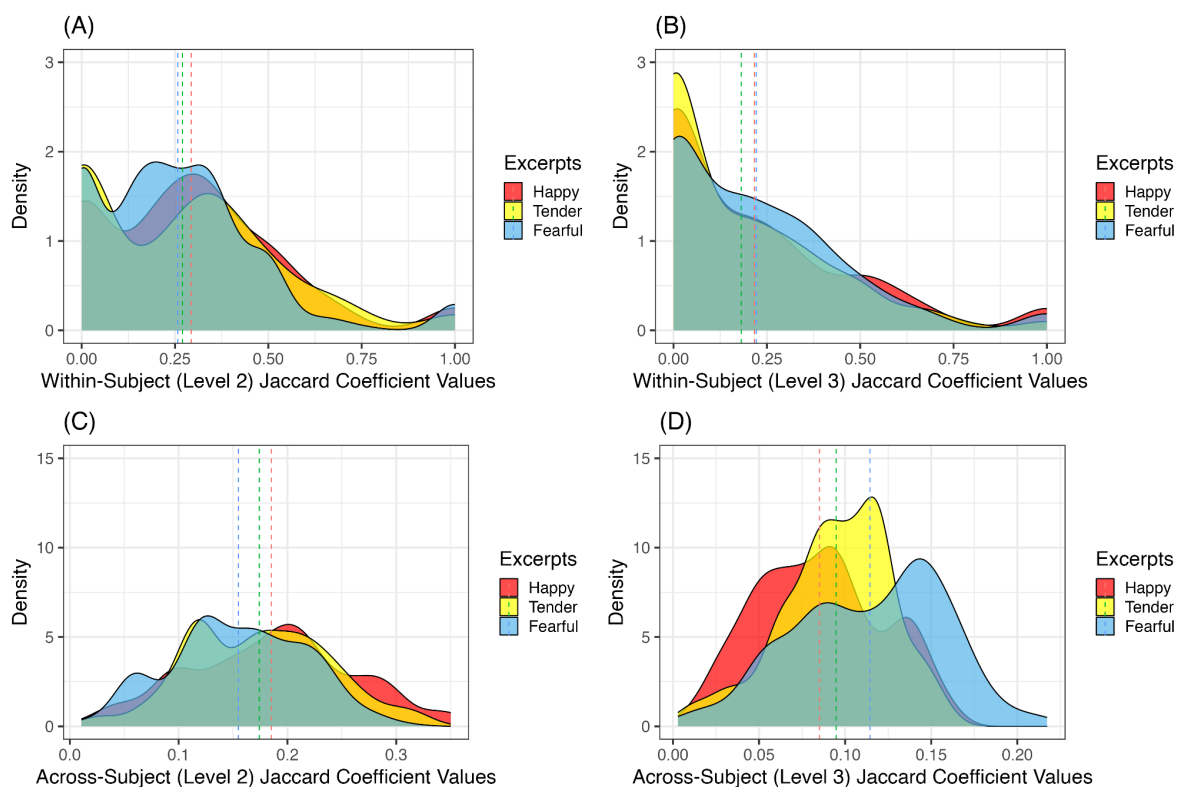 (A)
3
2
1
0
Density
0.00 0.25 0.50 0.75 1.00
Within-Subject (Level 2) Jaccard Coefficient Values
Excerpts
Happy
Tender
Fearful
(B)
3
2
1
0
Density
0.00 0.25 0.50 0.75 1.00
Within-Subject (Level 3) Jaccard Coefficient Values
Excerpts
Happy
Tender
Fearful
(C)
15
10
5
0
Density
0.0 0.1 0.2 0.3
Across-Subject (Level 2) Jaccard Coefficient Values
Excerpts
Happy
Tender
Fearful
(D)
15
10
5
0
Density
0.00 0.05 0.10 0.15 0.20
Across-Subject (Level 3) Jaccard Coefficient Values
Excerpts
Happy
Tender
Fearful